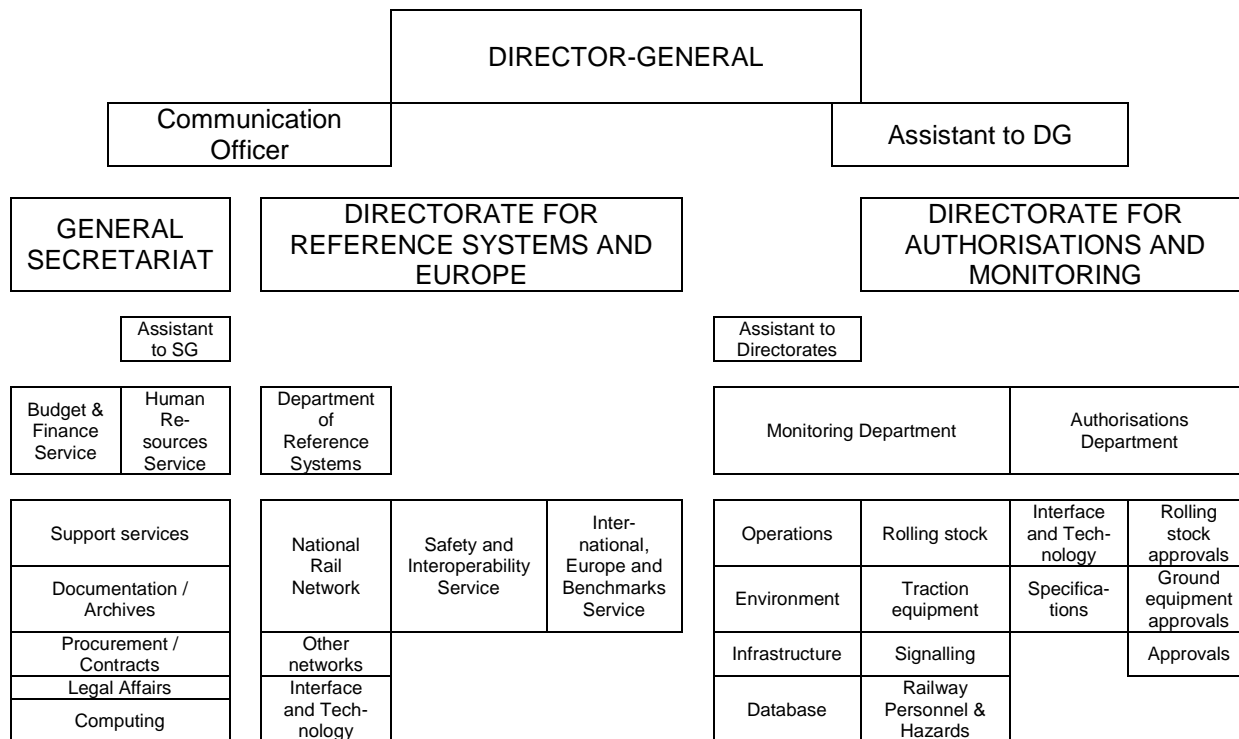 DIRECTOR-GENERAL
Communication
Officer
Assistant to DG
GENERAL
SECRETARIAT
DIRECTORATE FOR
REFERENCE SYSTEMS AND
EUROPE
DIRECTORATE FOR
AUTHORISATIONS AND
MONITORING
Assistant
to SG
Assistant to
Directorates
Budget &
Finance
Service
Human
Re-
sources
Service
Department
of
Reference
Systems
Monitoring Department
Authorisations
Department
Support services
National
Rail
Network
Safety and
Interoperability
Service
Inter-
national,
Europe and
Benchmarks
Service
Operations
Rolling stock
Interface
and Tech-
nology
Rolling
stock
approvals
Documentation /
Archives
Environment
Traction
equipment
Specifica-
tions
Ground
equipment
approvals
Procurement /
Contracts
Other
networks
Infrastructure
Signalling
Approvals
Legal Affairs
Computing
Interface
and Tech-
nology
Database
Railway
Personnel &
Hazards